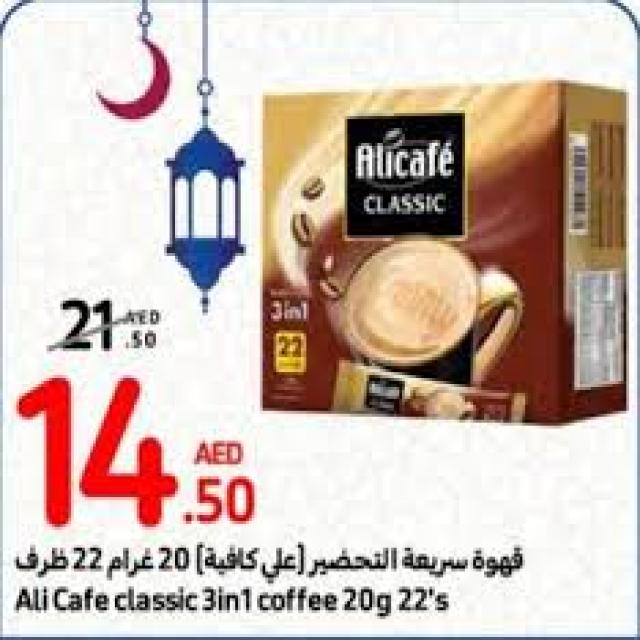 Alicafé
CLASSIC
3in1
22
21 AED
.50
14 AED
.50
قهوة سريعة التحضير (علي كافية) 20 غرام 22 ظرف
Ali Cafe classic 3in1 coffee 20g 22's